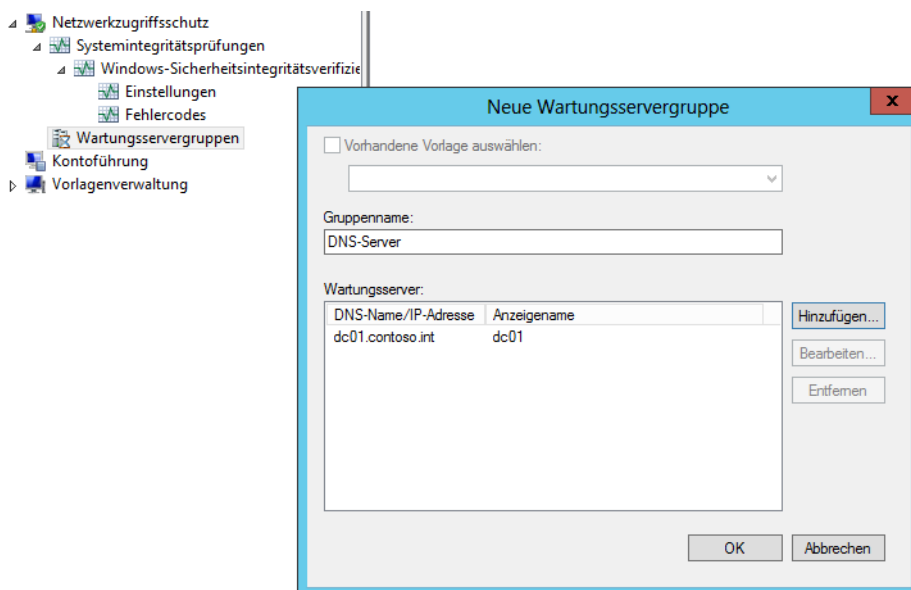 Netzwerkzugriffsschutz
Systemintegritätsprüfungen
Windows-Sicherheitsintegritätsverifizie
Einstellungen
Fehlercodes
Wartungsservergruppen
Kontoführung
Vorlagenverwaltung
Neue Wartungsservergruppe
x
Vorhandene Vorlage auswählen:
Gruppenname:
DNS-Server
Wartungsserver:
DNS-Name/IP-Adresse Anzeigename
dc01.contoso.int dc01
Hinzufügen...
Bearbeiten...
Entfernen
OK Abbrechen